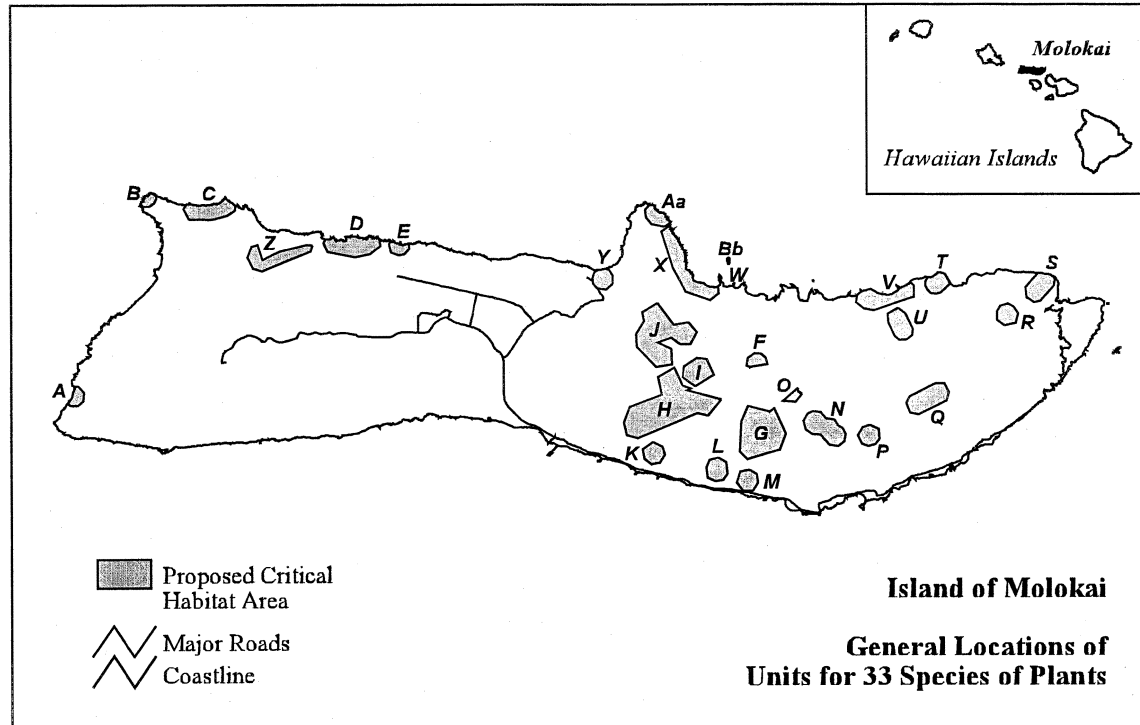 Molokai
Hawaiian Islands
B
C
Aa
D
E
Z
Y
X
Bb
W
V
T
S
U
R
J
F
I
A
O
H
N
Q
G
P
K
L
M
Proposed Critical
Habitat Area
Major Roads
Coastline
Island of Molokai
General Locations of
Units for 33 Species of Plants